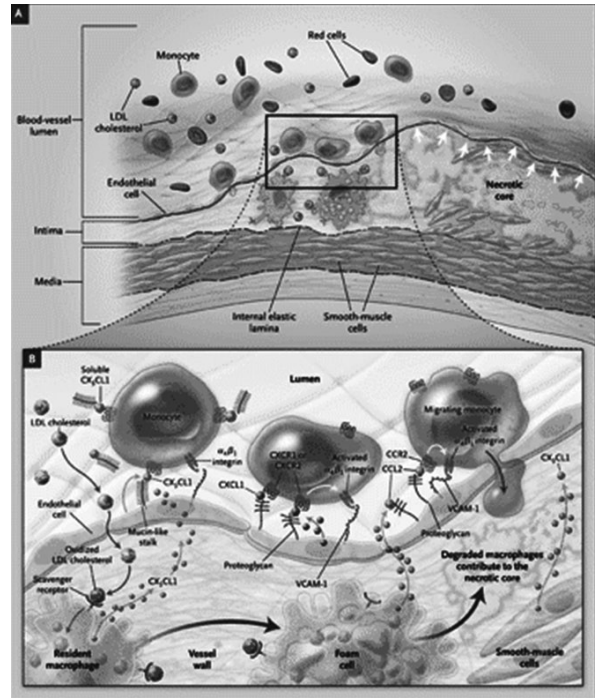 A
Red cells
Monocyte
Blood-vessel
lumen
LDL
cholesterol
Endothelial
cell
Necrotic
core
Intima
Media
Internal elastic
lamina
Smooth-muscle
cells
B
Soluble
CX3CL1
Lumen
Monocyte
Migrating monocyte
LDL cholesterol
α4β1
integrin
CXCR1 or
CXCR2
Activated
α4β1 integrin
CCR2
CCL2
Activated
α4β1 integrin
CX3CL1
CX3CL1
CXCL1
Endothelial
cell
Mucin-like
stalk
VCAM-1
Proteoglycan
Proteoglycan
Oxidized
LDL cholesterol
CX3CL1
VCAM-1
Degraded macrophages
contribute to the
necrotic core
Scavenger
receptor
Resident
macrophage
Vessel
wall
Foam
cell
Smooth-muscle
cells